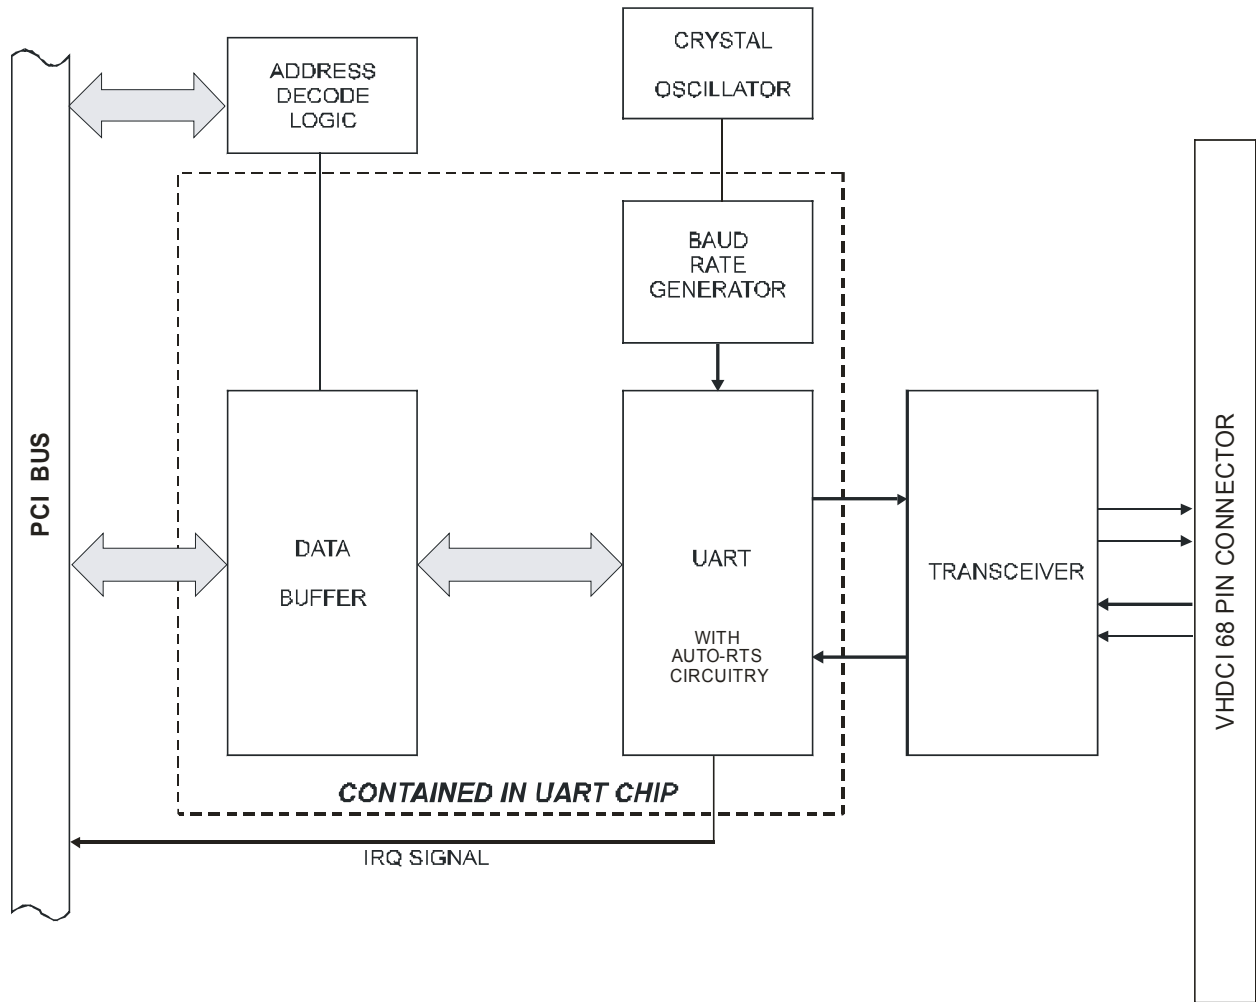 ADDRESS
DECODE
LOGIC
CRYSTAL
OSCILLATOR
BAUD
RATE
GENERATOR
PCI BUS
DATA
BUFFER
UART
WITH
AUTO-RTS
CIRCUITRY
TRANSCEIVER
VHDCI 68 PIN CONNECTOR
CONTAINED IN UART CHIP
IRQ SIGNAL